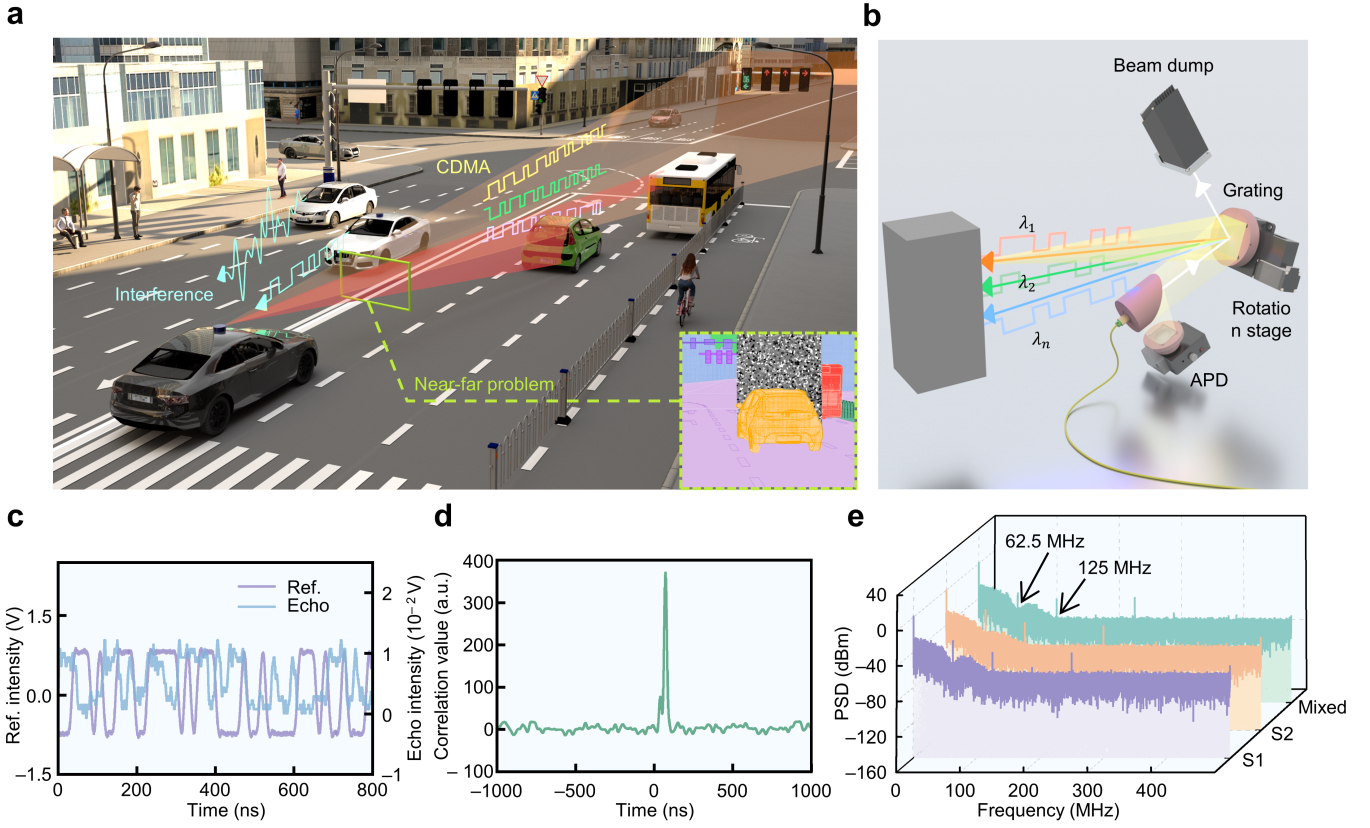 a
CDMA
Interference
Near-far problem
b
Beam dump
Grating
λ1
λ2
λn
Rotatio
n stage
APD
c
Ref. intensity (V)
1.5
0.0
−1.5
Ref.
Echo
2
1
0
−1
Echo intensity (10−2 V)
0
200
400
600
800
Time (ns)
d
Correlation value (a.u.)
400
300
200
100
0
−100
−1000
−500
0
500
1000
Time (ns)
e
62.5 MHz
125 MHz
PSD (dBm)
40
0
−40
−80
−120
−160
0
100
200
300
400
Frequency (MHz)
Mixed
S2
S1